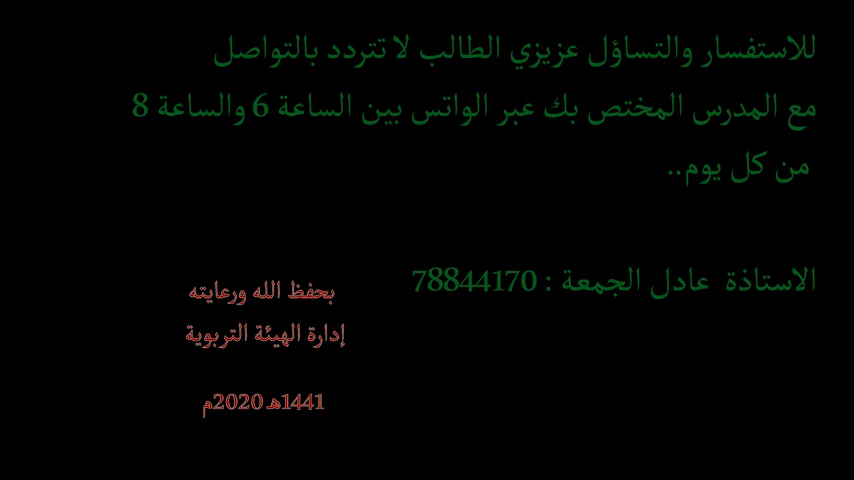 للاستفسار والتساؤل عزيزي الطالب لا تتردد بالتواصل
مع المدرس المختص بك عبر الواتس بين الساعة 6 والساعة 8
من كل يوم..
الاستاذة عادل الجمعة : 78844170
بحفظ الله ورعايته
إدارة الهيئة التربوية
1441هـ 2020م